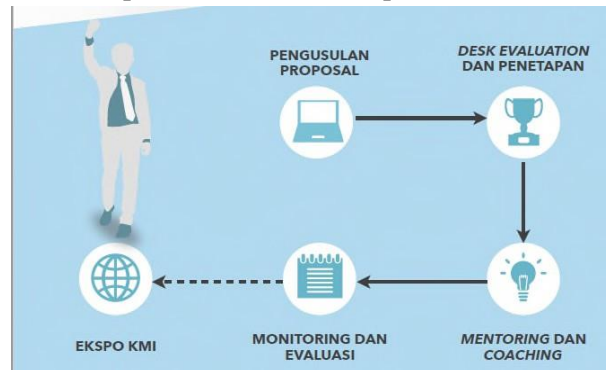 PENGUSULAN
PROPOSAL
DESK EVALUATION
DAN PENETAPAN
MENTORING DAN
COACHING
MONITORING DAN
EVALUASI
EKSPO KMI